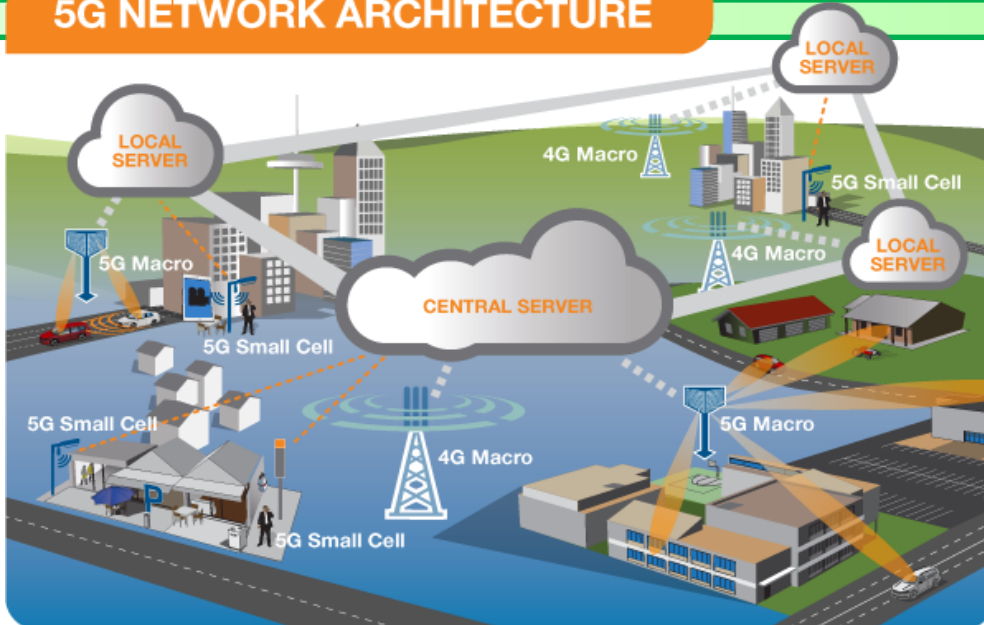 5G NETWORK ARCHITECTURE
LOCAL
SERVER
LOCAL
SERVER
4G Macro
5G Small Cell
4G Macro
LOCAL
SERVER
5G Macro
CENTRAL SERVER
5G Small Cell
5G Small Cell
5G Macro
4G Macro
P
5G Small Cell